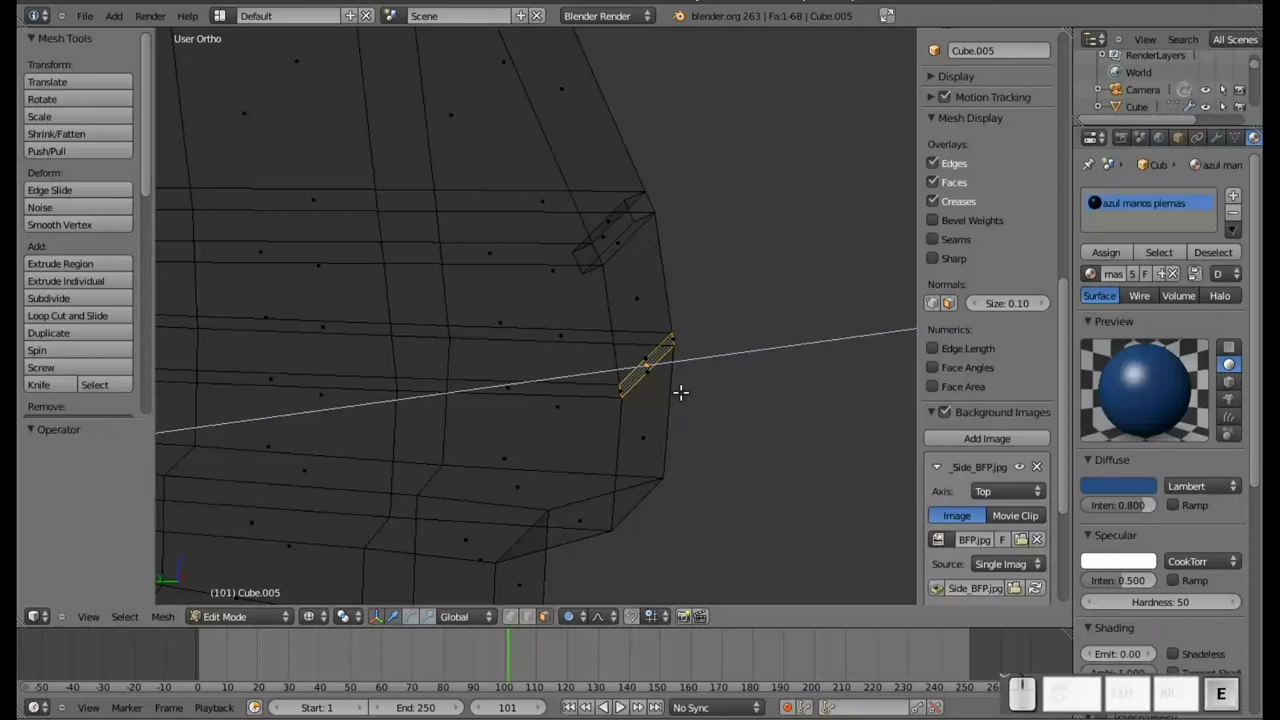 File Add Render Help Default Scene Blender Render blender.org 263 | Fa:1-68 | Cube.005
Mesh Tools
Transform:
Translate
Rotate
Scale
Shrink/Fatten
Push/Pull
Deform:
Edge Slide
Noise
Smooth Vertex
Add:
Extrude Region
Extrude Individual
Subdivide
Loop Cut and Slide
Duplicate
Spin
Screw
Knife Select
Remove:
Operator
User Ortho
(101) Cube.005
Cube.005
Display
Motion Tracking
Mesh Display
Overlays:
Edges
Faces
Creases
Bevel Weights
Seams
Sharp
Normals:
Size: 0.10
Numerics:
Edge Length
Face Angles
Face Area
Background Images
Add Image
_Side_BFP.jpg
Axis: Top
Image Movie Clip
BFP.jpg F
Source: Single Imag
Side_BFP.jpg
View Search All Scenes
RenderLayers
World
Camera
Cube
Cub azul man
azul manos piernas
Assign Select Deselect
mas 5 F D
Surface Wire Volume Halo
Preview
Diffuse
Lambert
Inten: 0.800 Ramp
Specular
CookTorr
Inten: 0.500 Ramp
Hardness: 50
Shading
Emit: 0.00 Shadeless
View Select Mesh Edit Mode Global
-50 -40 -30 -20 -10 0 10 20 30 40 50 60 70 80 90 100 110 120 130 140 150 160 170 180 190 200 210 220 230 240 250
View Marker Frame Playback Start: 1 End: 250 101 No Sync
E